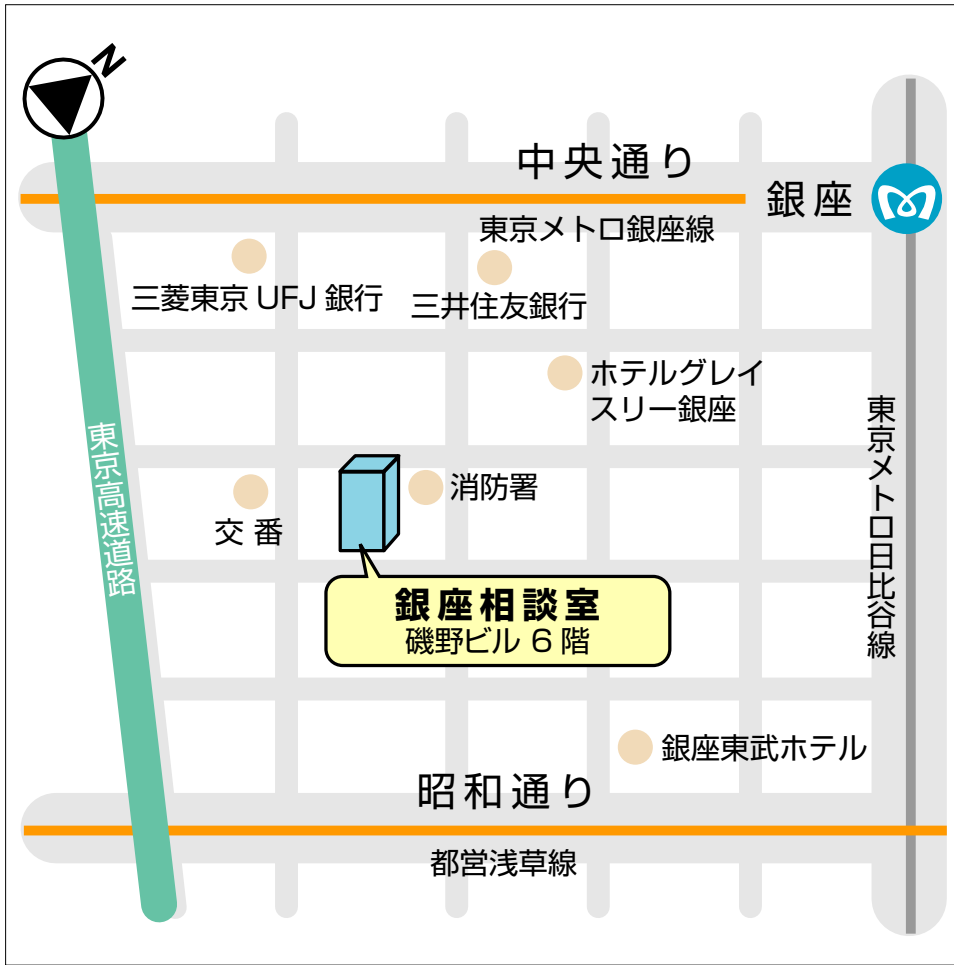 N
中央通り
銀座
東京メトロ銀座線
三菱東京 UFJ 銀行
三井住友銀行
ホテルグレイ
スリー銀座
東京高速道路
東京メトロ日比谷線
消防署
交番
銀座相談室
磯野ビル 6 階
銀座東武ホテル
昭和通り
都営浅草線